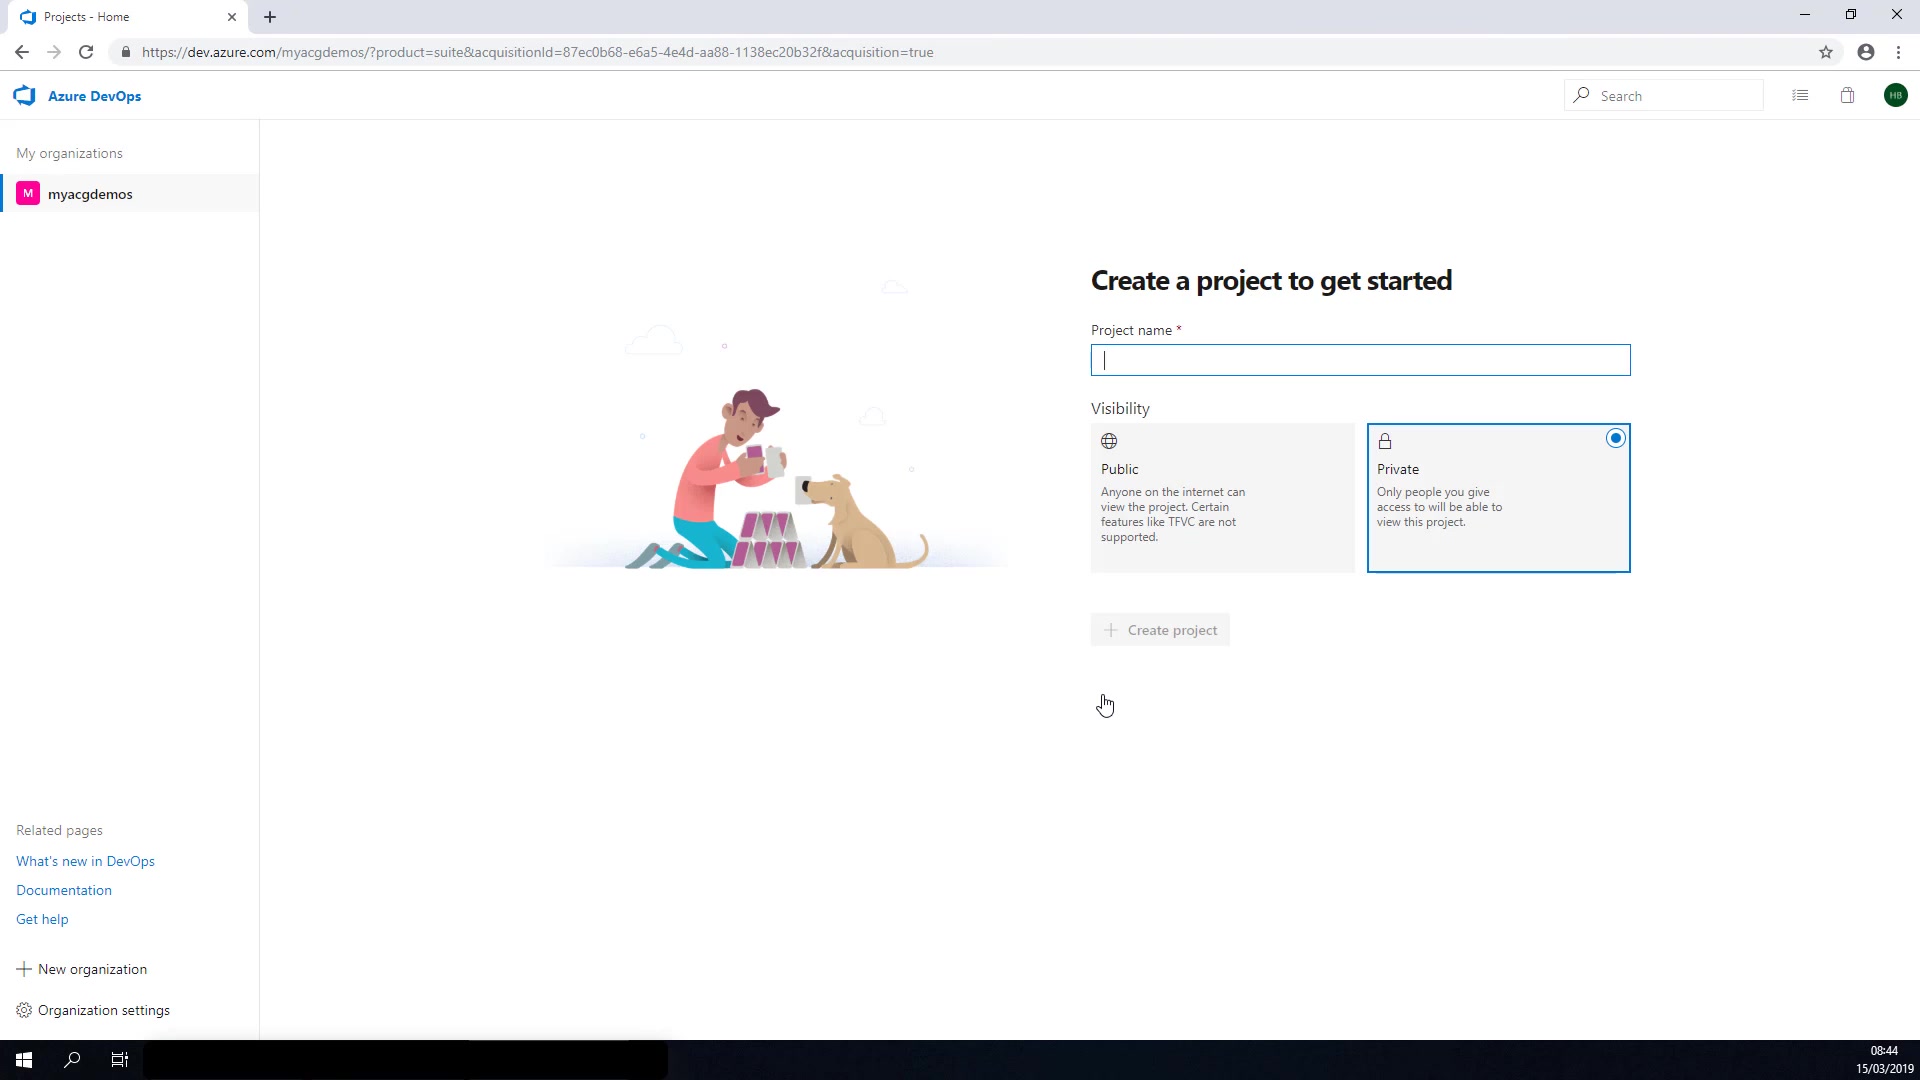 Projects - Home
https://dev.azure.com/myacgdemos/?product=suite&acquisitionId=87ec0b68-e6a5-4e4d-aa88-1138ec20b32f&acquisition=true
Azure DevOps
Search
HB
My organizations
M myacgdemos
Create a project to get started
Project name *
Visibility
Public
Anyone on the internet can
view the project. Certain
features like TFVC are not
supported.
Private
Only people you give
access to will be able to
view this project.
+ Create project
Related pages
What's new in DevOps
Documentation
Get help
+ New organization
Organization settings
08:44
15/03/2019